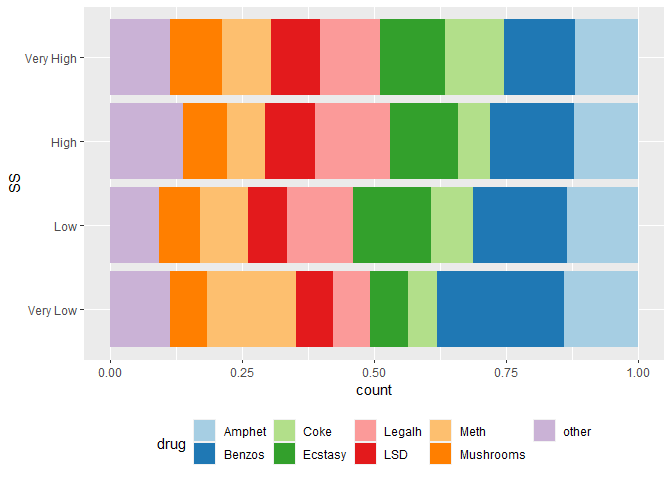 Very High
High
Low
Very Low
SS
0.00 0.25 0.50 0.75 1.00
count
drug
Amphet Coke Legalh Meth other
Benzos Ecstasy LSD Mushrooms